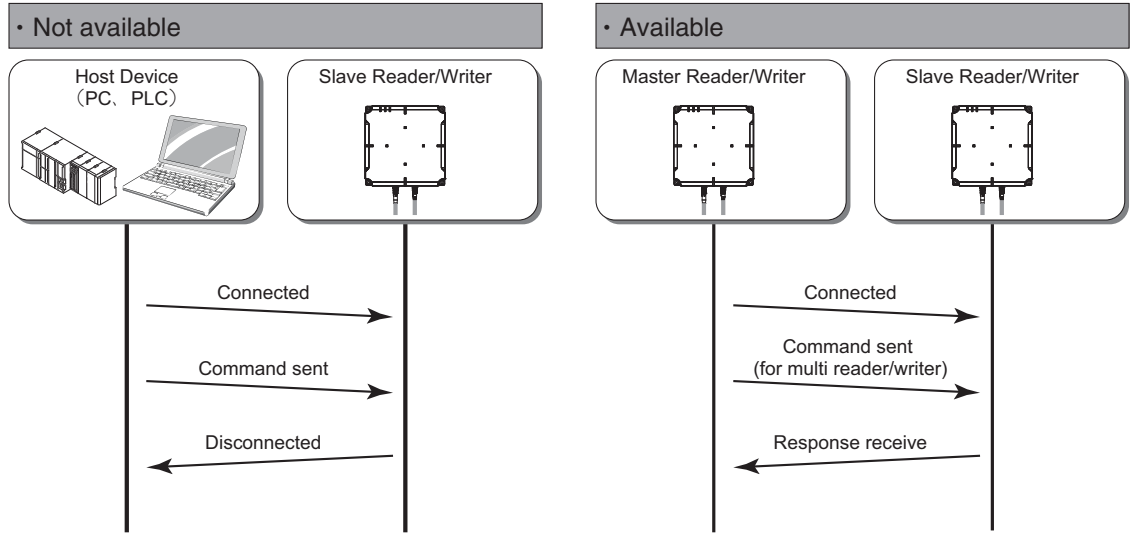 ・Not available
Host Device
（PC、PLC）
Slave Reader/Writer
Connected
Command sent
Disconnected
・Available
Master Reader/Writer
Slave Reader/Writer
Connected
Command sent
(for multi reader/writer)
Response receive